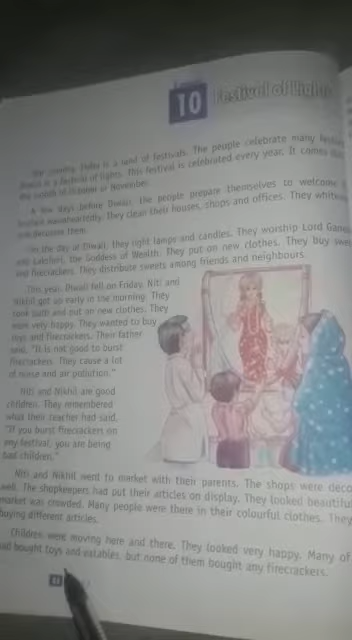 10
Festival of Lights
Our country, India is a land of festivals. The people celebrate many
Diwali is a festival of lights. This festival is celebrated every year. It comes
the month of October or November.
A few days before Diwali, the people prepare themselves to welcome
festival wholeheartedly. They clean their houses, shops and offices. They
and decorate them.
On the day of Diwali, they light lamps and candles. They worship Lord
and Lakshmi, the Goddess of Wealth. They put on new clothes. They buy
and firecrackers. They distribute sweets among friends and neighbours.
This year, Diwali fell on Friday. Niti and
Nikhil got up early in the morning. They
took bath and put on new clothes. They
were very happy. They wanted to buy
toys and firecrackers. Their father
said, "It is not good to burst
firecrackers. They cause a lot
of noise and air pollution."
Niti and Nikhil are good
children. They remembered
what their teacher had said,
"If you burst firecrackers on
any festival, you are being
bad children."
Niti and Nikhil went to market with their parents. The shops were deco
well. The shopkeepers had put their articles on display. They looked beautiful
market was crowded. Many people were there in their colourful clothes. They
buying different articles.
Children were moving here and there. They looked very happy. Many of
had bought toys and eatables, but none of them bought any firecrackers.